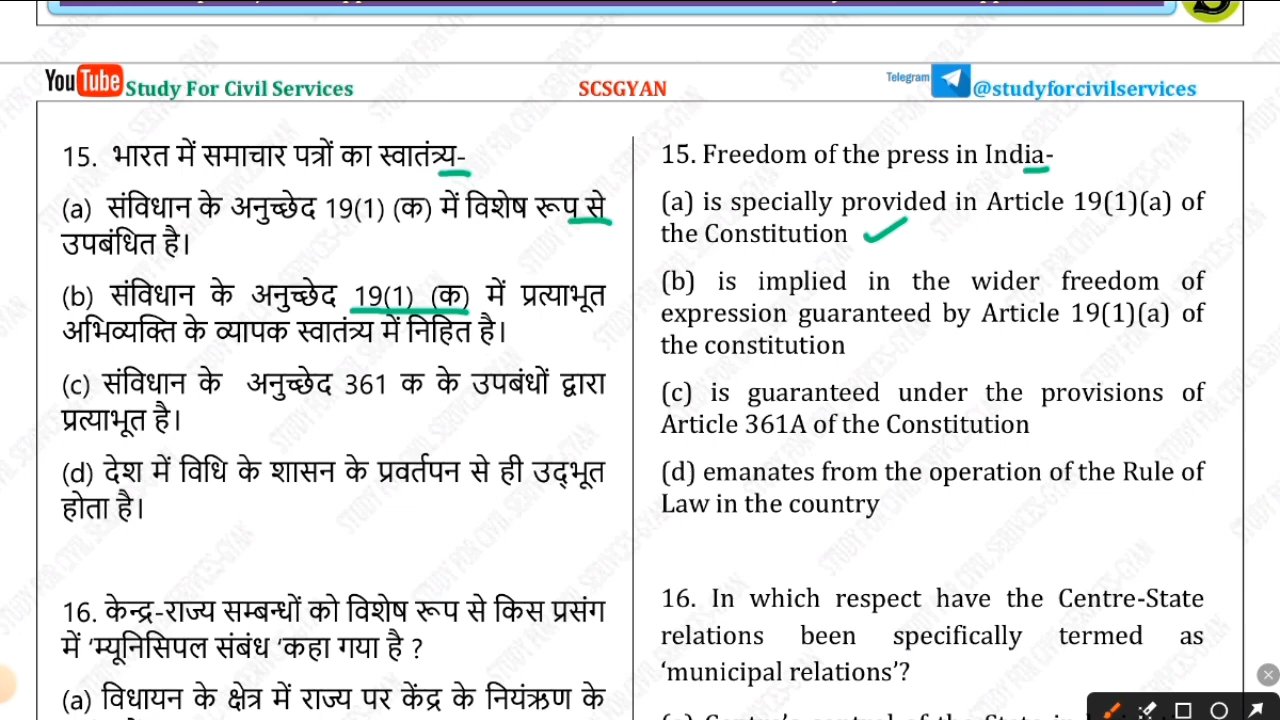 YouTube Study For Civil Services
SCSGYAN
Telegram @studyforcivilservices
15. भारत में समाचार पत्रों का स्वातंत्र्य-
(a) संविधान के अनुच्छेद 19(1) (क) में विशेष रूप से
उपबंधित है।
(b) संविधान के अनुच्छेद 19(1) (क) में प्रत्याभूत
अभिव्यक्ति के व्यापक स्वातंत्र्य में निहित है।
(c) संविधान के अनुच्छेद 361 क के उपबंधों द्वारा
प्रत्याभूत है।
(d) देश में विधि के शासन के प्रवर्तपन से ही उद्भूत
होता है।
16. केन्द्र-राज्य सम्बन्धों को विशेष रूप से किस प्रसंग
में ‘म्यूनिसिपल संबंध ‘कहा गया है ?
(a) विधायन के क्षेत्र में राज्य पर केंद्र के नियंत्रण के
15. Freedom of the press in India-
(a) is specially provided in Article 19(1)(a) of
the Constitution
(b) is implied in the wider freedom of
expression guaranteed by Article 19(1)(a) of
the constitution
(c) is guaranteed under the provisions of
Article 361A of the Constitution
(d) emanates from the operation of the Rule of
Law in the country
16. In which respect have the Centre-State
relations been specifically termed as
‘municipal relations’?